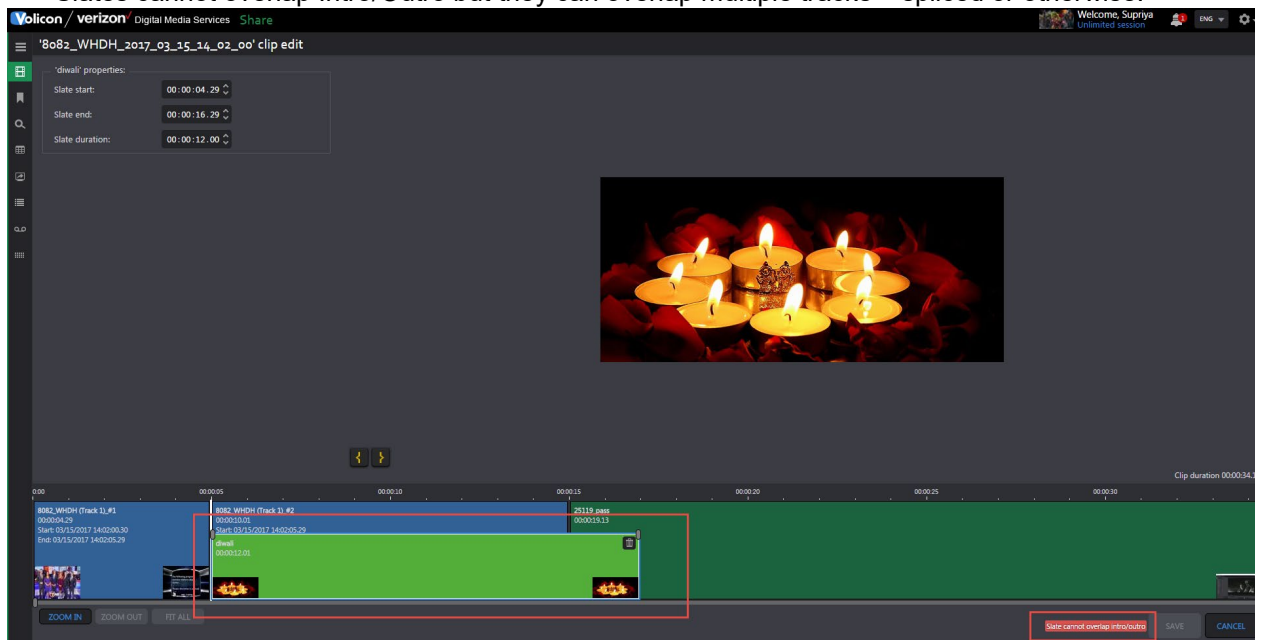 Slates cannot overlap Intro/Outro but they can overlap multiple tracks – spliced or otherwise.
Volicon / verizon Digital Media Services Share
Welcome, Supriya
Unlimited session
1
ENG
'8082_WHDH_2017_03_15_14_02_00' clip edit
'diwali' properties:
Slate start: 00:00:04.29
Slate end: 00:00:16.29
Slate duration: 00:00:12.00
Clip duration 00:00:34.1
0:00 00:00:05 00:00:10 00:00:15 00:00:20 00:00:25 00:00:30
8082_WHDH (Track 1)_#1
00:00:04.29
Start: 03/15/2017 14:02:00.30
End: 03/15/2017 14:02:05.29
8082_WHDH (Track 1)_#2
00:00:10.01
Start: 03/15/2017 14:02:05.29
25119_pass
00:00:19.13
diwali
00:00:12.01
ZOOM IN ZOOM OUT FIT ALL
Slate cannot overlap intro/outro
SAVE CANCEL